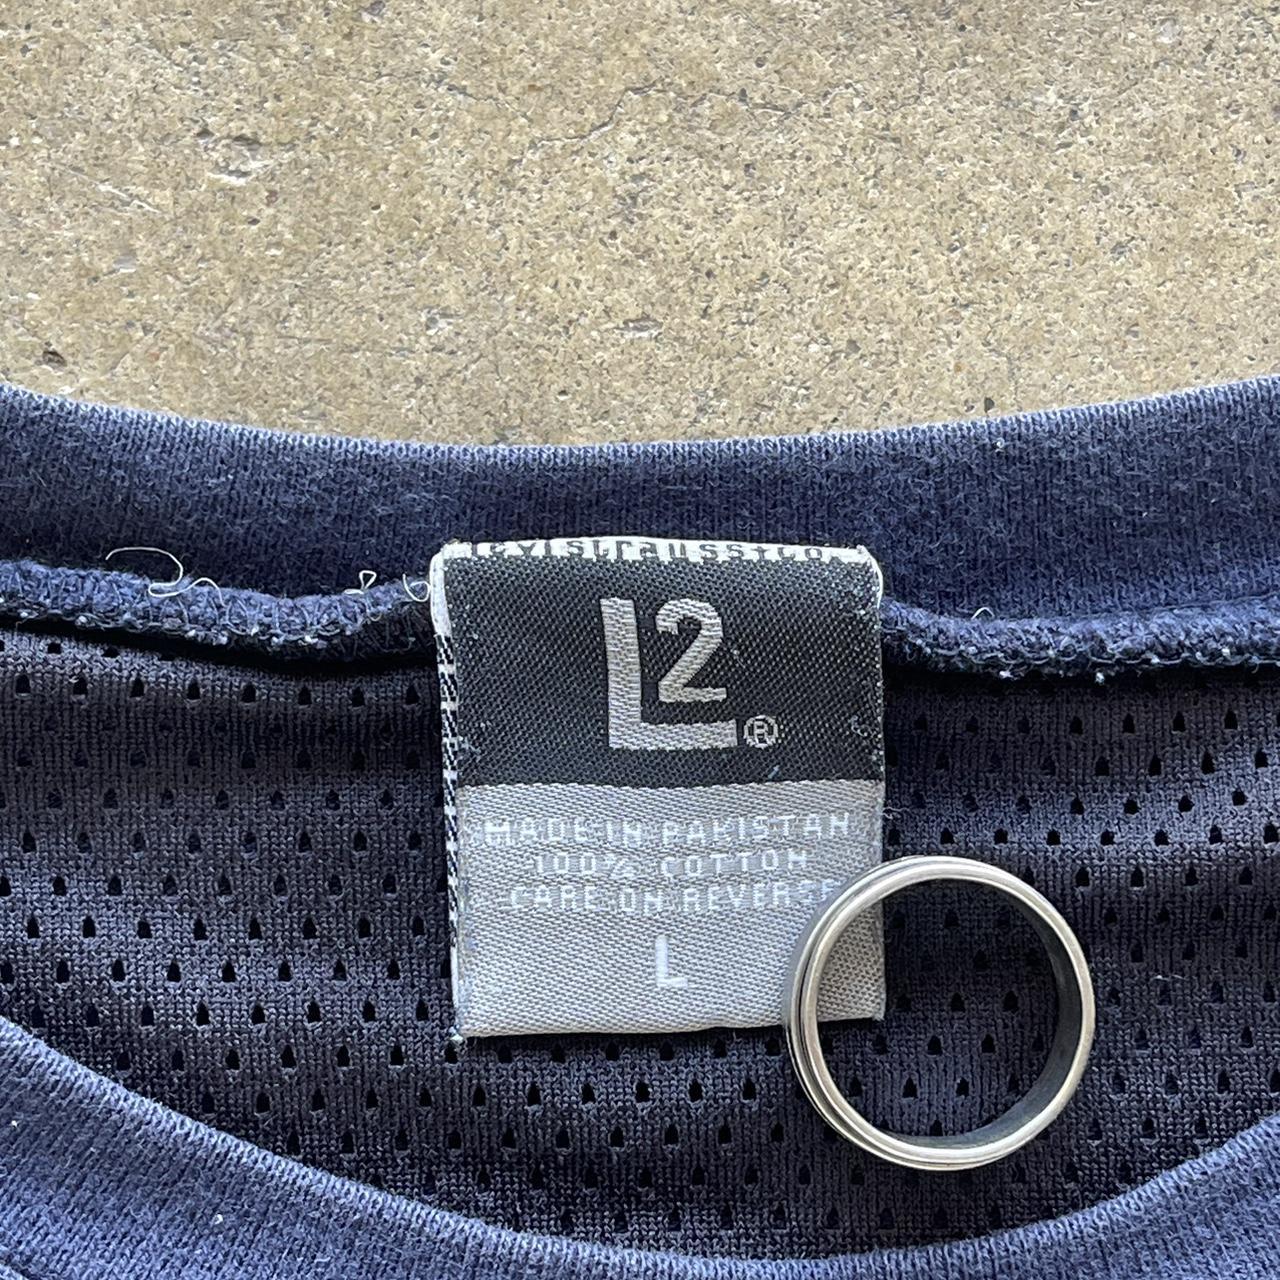 L2®
MADE IN PAKISTAN
100% COTTON
CARE ON REVERSE
L